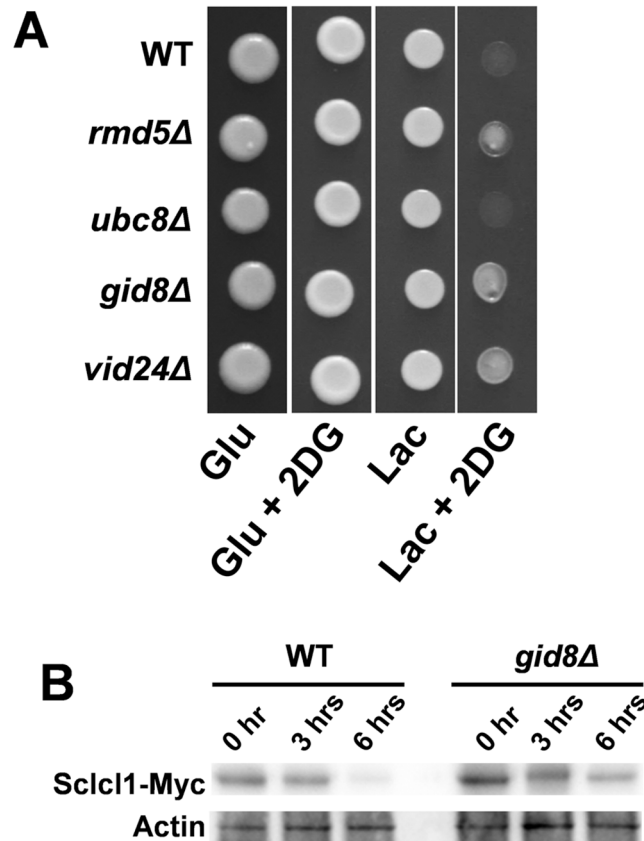 A
WT
rmd5Δ
ubc8Δ
gid8Δ
vid24Δ
Glu
Glu + 2DG
Lac
Lac + 2DG
B
WT gid8Δ
0 hr 3 hrs 6 hrs 0 hr 3 hrs 6 hrs
ScIcl1-Myc
Actin